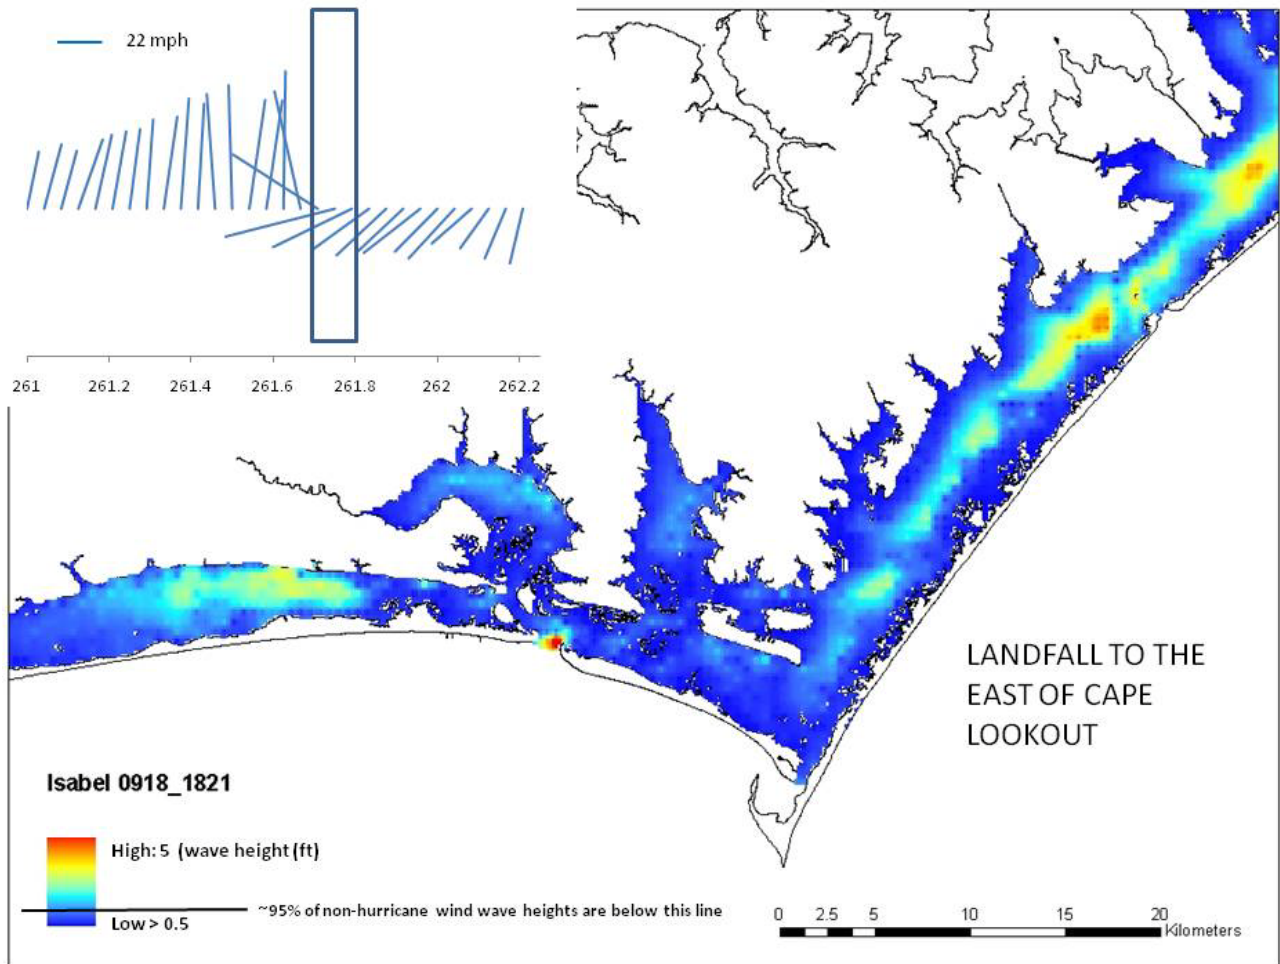 22 mph
261 261.2 261.4 261.6 261.8 262 262.2
LANDFALL TO THE
EAST OF CAPE
LOOKOUT
Isabel 0918_1821
High: 5 (wave height (ft)
~95% of non-hurricane wind wave heights are below this line
Low > 0.5
0 2.5 5 10 15 20
Kilometers